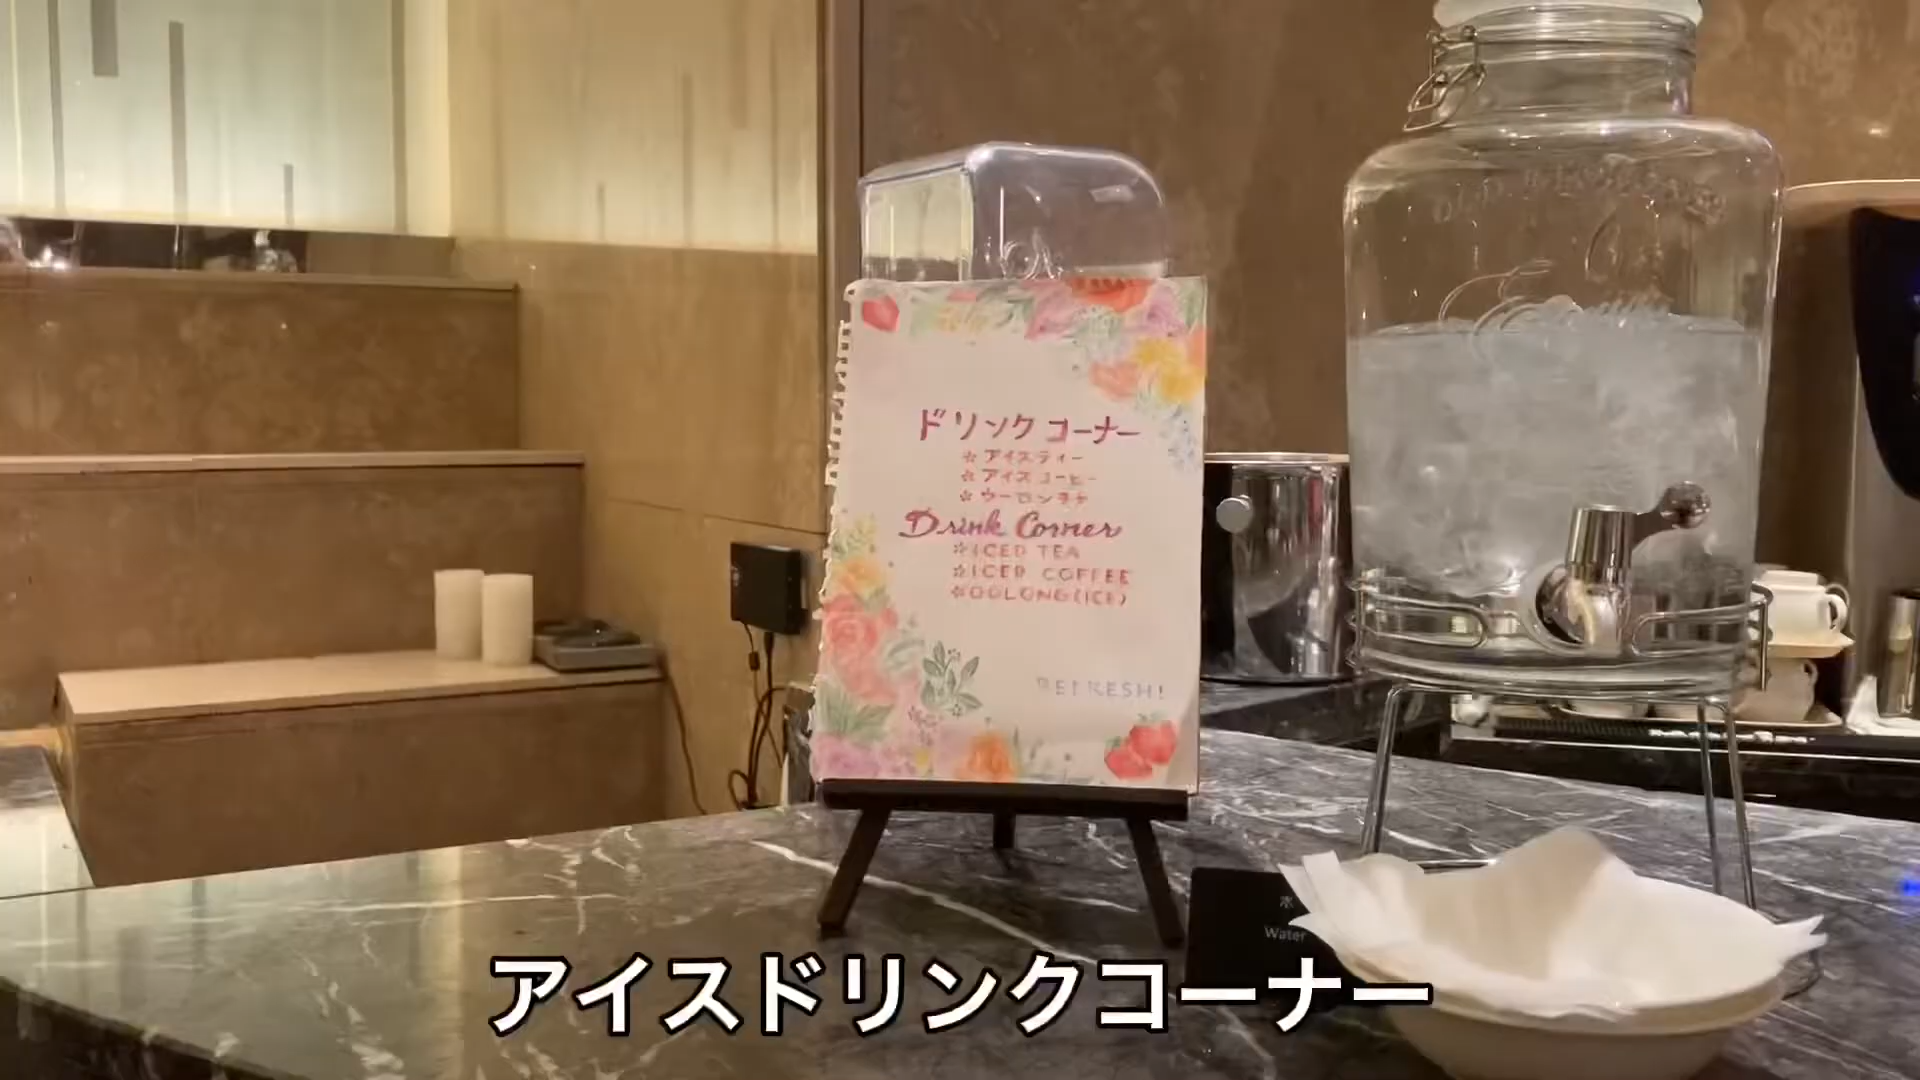 ドリンクコーナー
☆アイスティー
☆アイスコーヒー
☆ウーロンチャ
Drink Corner
☆ICED TEA
☆ICED COFFEE
☆OOLONG(ICE)
REFRESH!
水
Water
アイスドリンクコーナー